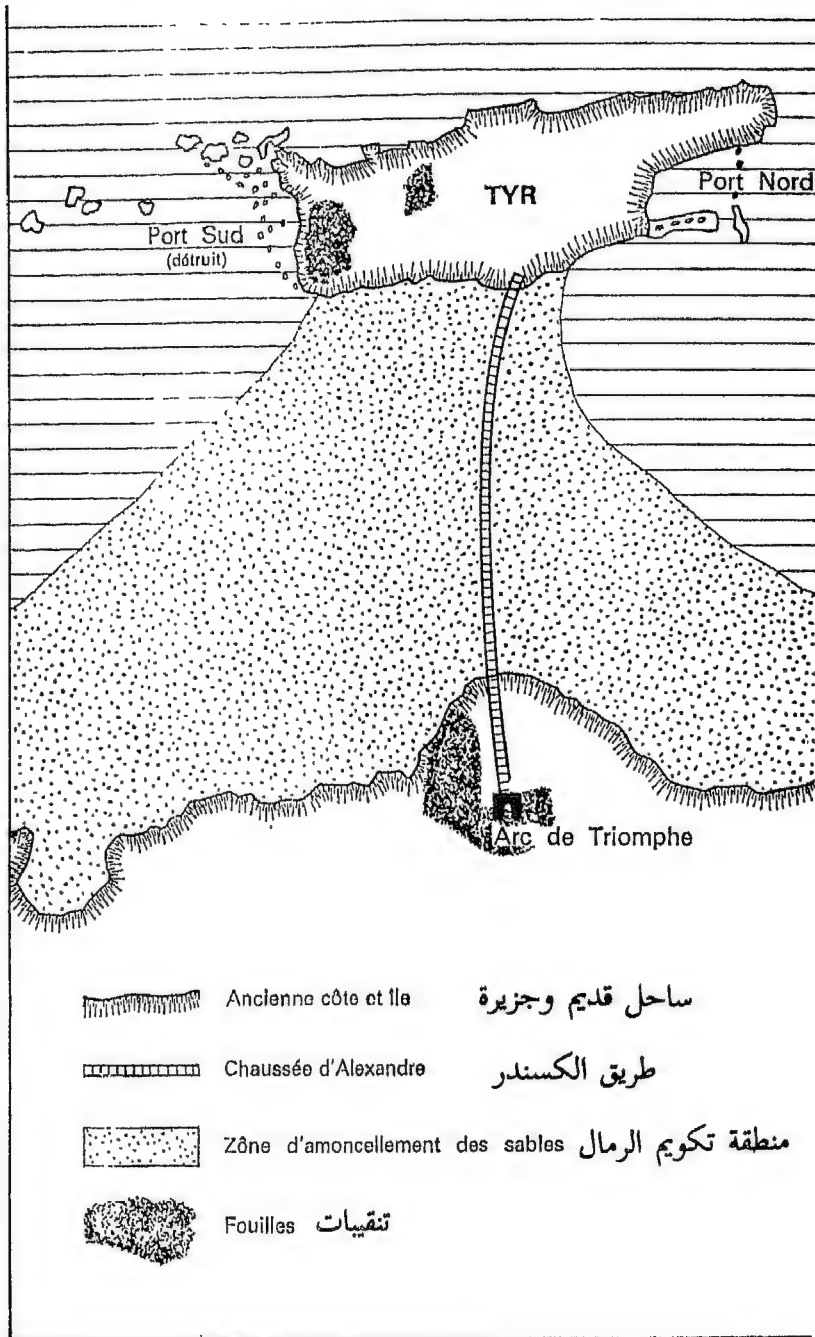 TYR
Port Nord
Port Sud
(détruit)
Arc de Triomphe
Ancienne côte et île ساحل قديم وجزيرة
Chaussée d'Alexandre طريق الكسندر
Zône d'amoncellement des sables منطقة تكويم الرمال
Fouilles تنقيبات